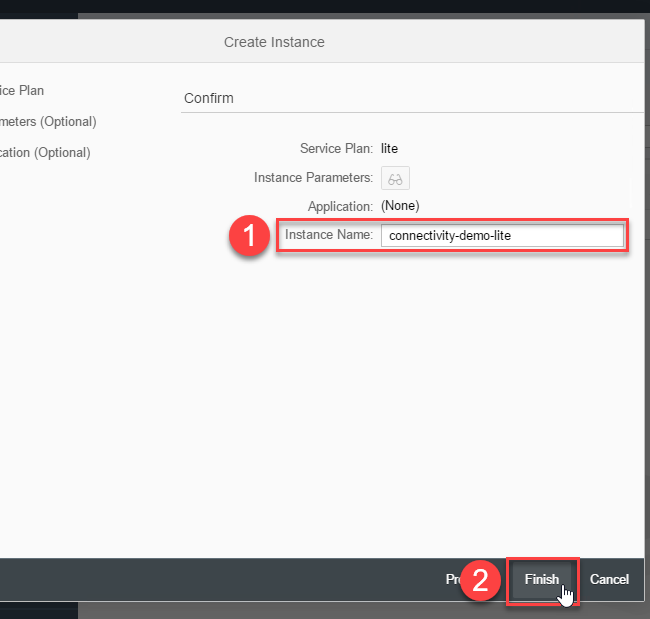 Create Instance
ice Plan
meters (Optional)
cation (Optional)
Confirm
Service Plan: lite
Instance Parameters:
Application: (None)
1
Instance Name: connectivity-demo-lite
2
Finish
Cancel